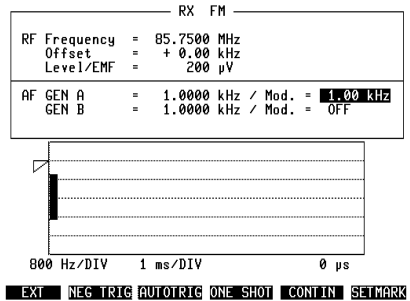 RX FM
RF Frequency = 85.7500 MHz
Offset = + 0.00 kHz
Level/EMF = 200 µV
AF GEN A = 1.0000 kHz / Mod. = 1.00 kHz
GEN B = 1.0000 kHz / Mod. = OFF
800 Hz/DIV 1 ms/DIV 0 µs
EXT NEG TRIG AUTOTRIG ONE SHOT CONTIN SETMARK